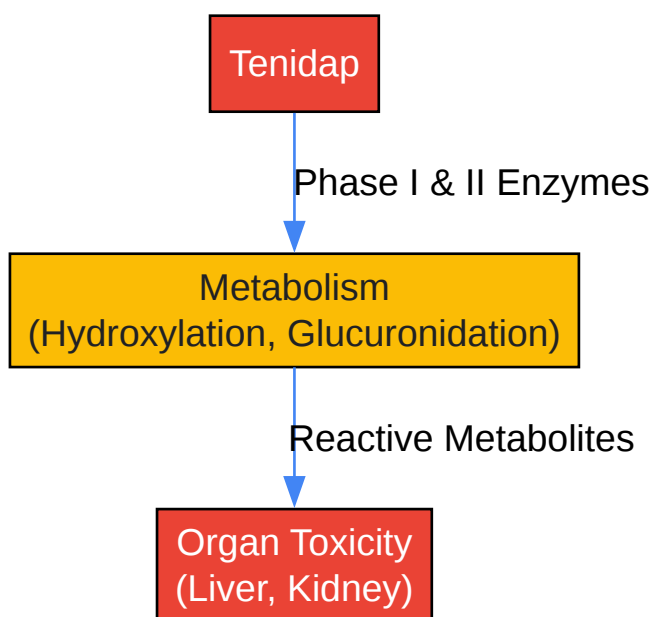 Tenidap
Phase I & II Enzymes
Metabolism
(Hydroxylation, Glucuronidation)
Reactive Metabolites
Organ Toxicity
(Liver, Kidney)